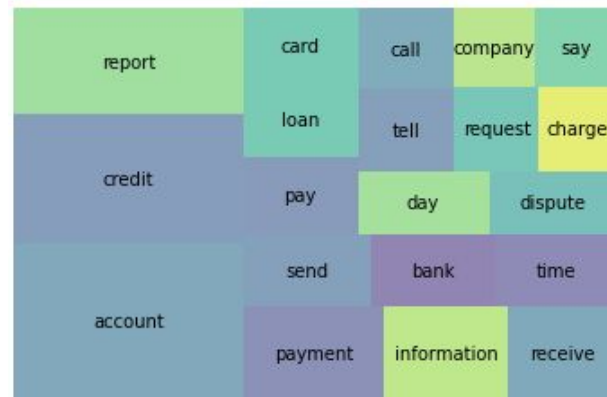 report
credit
account
card
loan
pay
send
payment
call
tell
company
say
request
charge
day
dispute
bank
time
information
receive